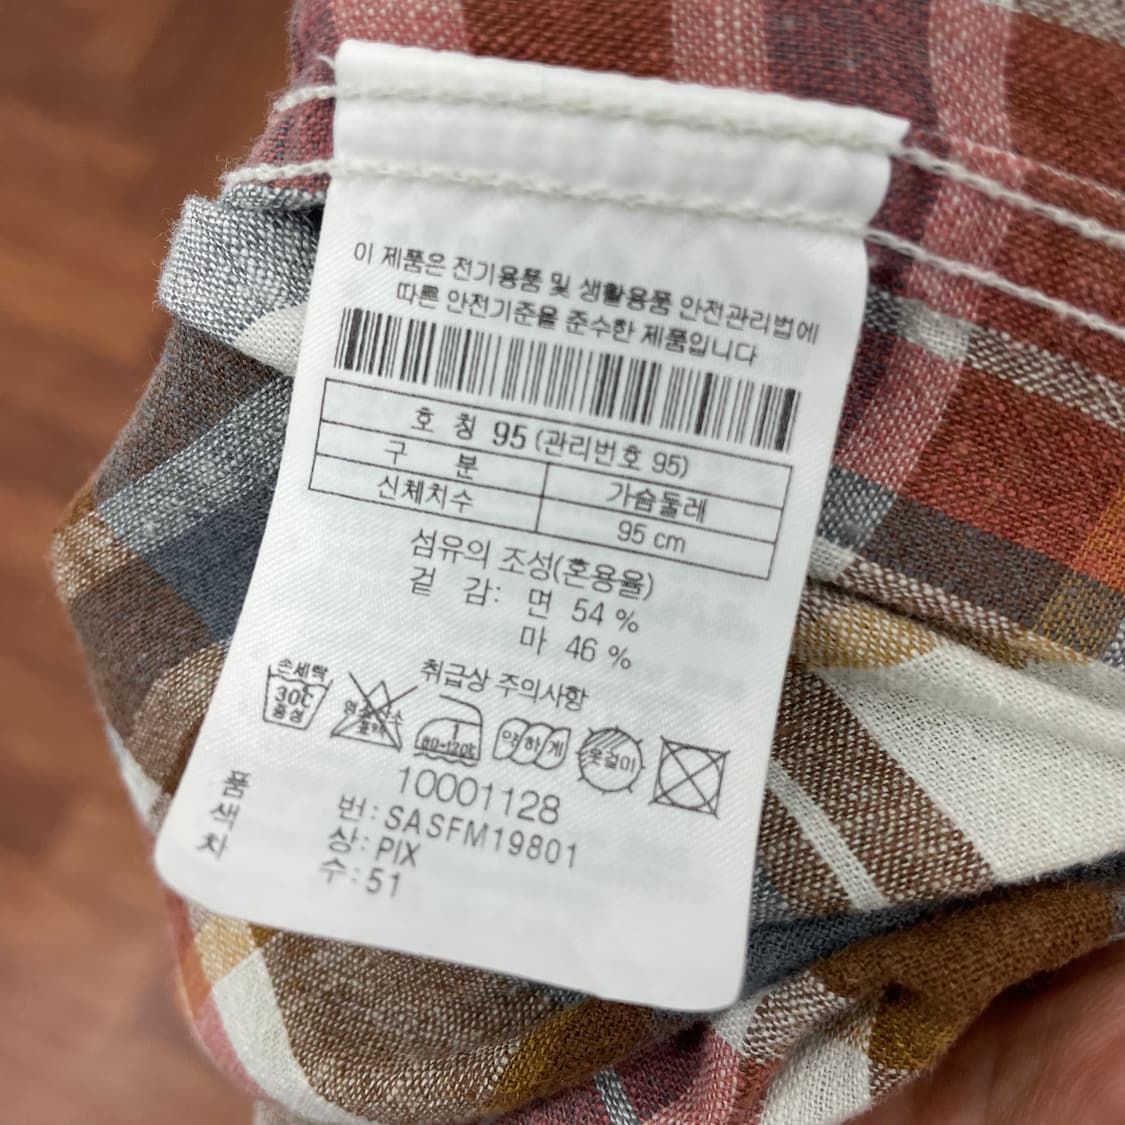 이 제품은 전기용품 및 생활용품 안전관리법에
따른 안전기준을 준수한 제품입니다
호 칭 95 (관리번호 95)
구 분 가슴둘레
신체치수 95 cm
섬유의 조성(혼용율)
겉 감: 면 54 %
마 46 %
취급상 주의사항
손세탁
30℃
중성
약하게
옷걸이
10001128
품 번: SASFM19801
색 상: PIX
차 수: 51